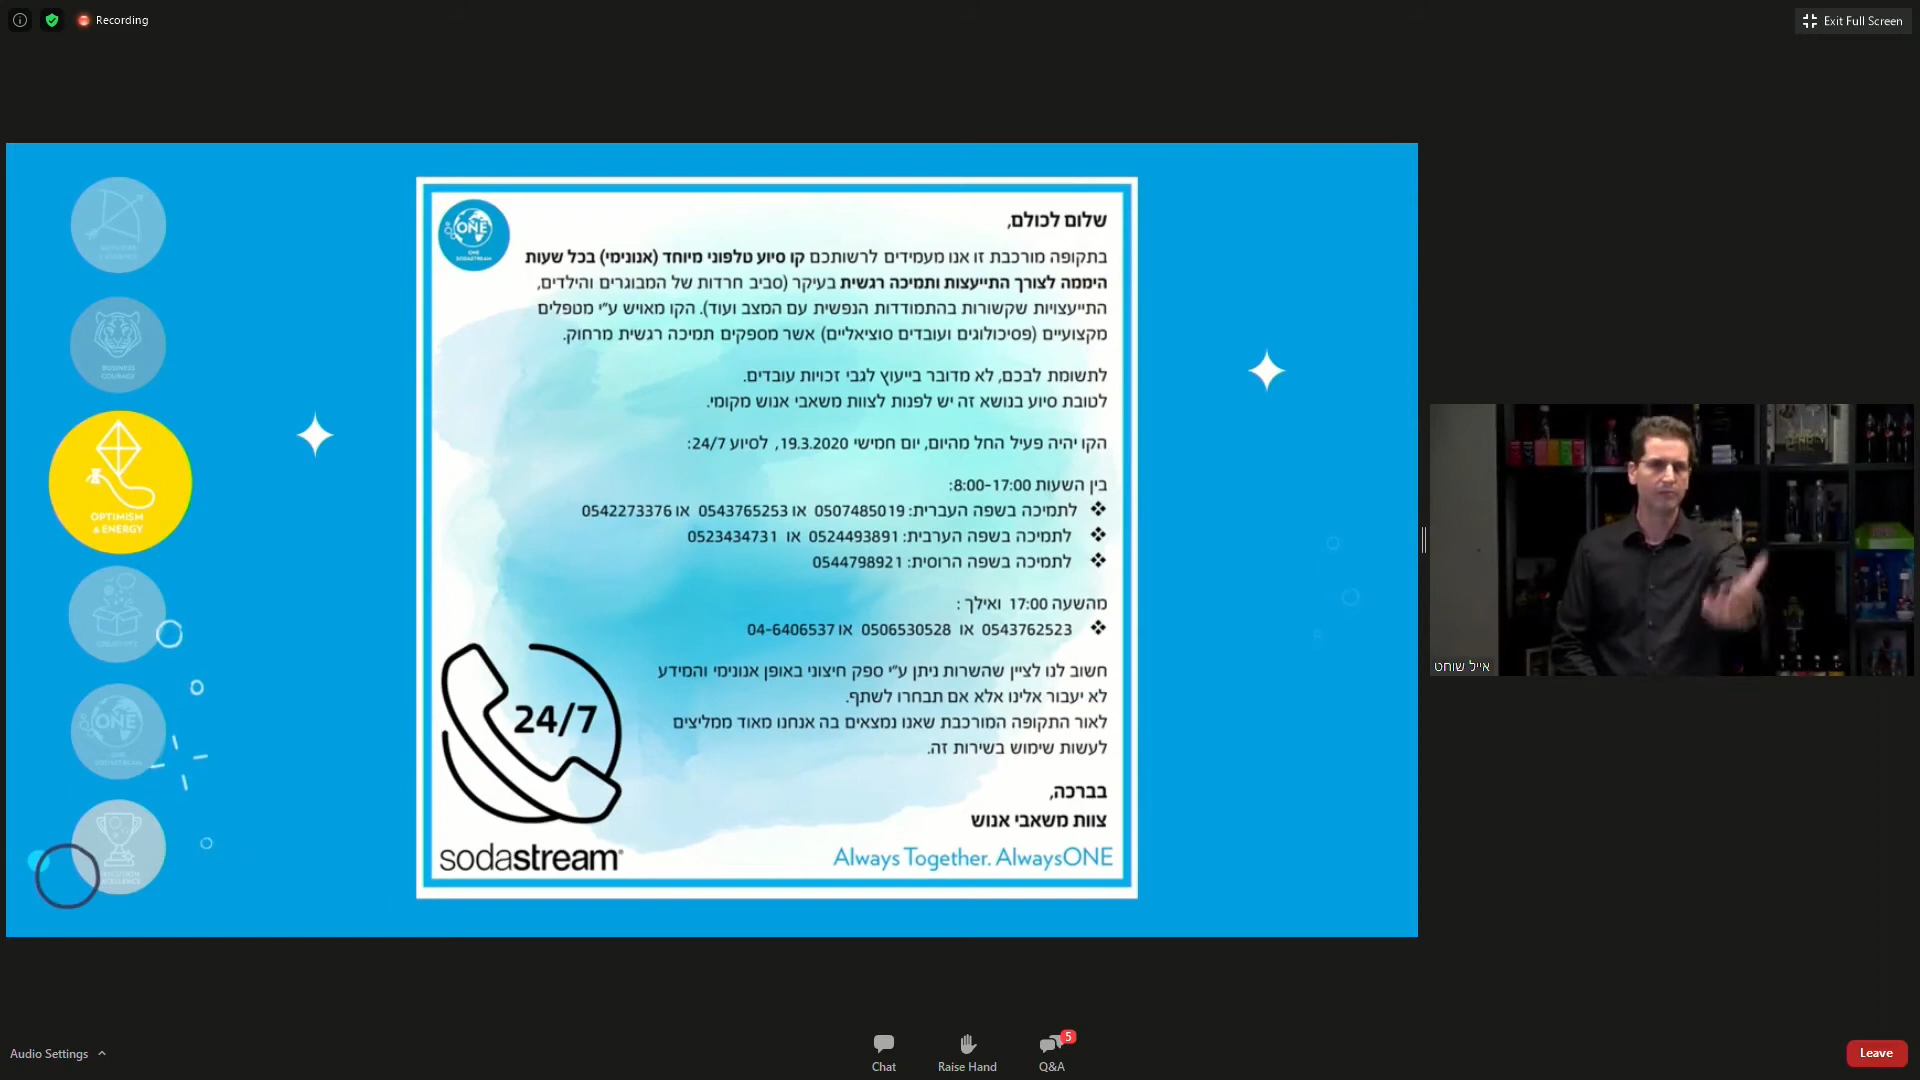 Recording
Exit Full Screen
BUSINESS
COURAGE
OPTIMISM
& ENERGY
CREATIVITY
ONE
ONE
SODASTREAM
ONE
ONE
SODASTREAM
שלום לכולם,
בתקופה מורכבת זו אנו מעמידים לרשותכם קו סיוע טלפוני מיוחד (אנונימי) בכל שעות
היממה לצורך התייעצות ותמיכה רגשית בעיקר (סביב חרדות של המבוגרים והילדים,
התייעצויות שקשורות בהתמודדות הנפשית עם המצב ועוד). הקו מאויש ע״י מטפלים
מקצועיים (פסיכולוגים ועובדים סוציאליים) אשר מספקים תמיכה רגשית מרחוק.
לתשומת לבכם, לא מדובר בייעוץ לגבי זכויות עובדים.
לטובת סיוע בנושא זה יש לפנות לצוות משאבי אנוש מקומי.
הקו יהיה פעיל החל מהיום, יום חמישי 19.3.2020, לסיוע 24/7:
בין השעות 8:00-17:00:
❖ לתמיכה בשפה העברית: 0507485019 או 0543765253 או 0542273376
❖ לתמיכה בשפה הערבית: 0524493891 או 0523434731
❖ לתמיכה בשפה הרוסית: 0544798921
מהשעה 17:00 ואילך :
❖ 0543762523 או 0506530528 או 04-6406537
חשוב לנו לציין שהשרות ניתן ע״י ספק חיצוני באופן אנונימי והמידע
לא יעבור אלינו אלא אם תבחרו לשתף.
לאור התקופה המורכבת שאנו נמצאים בה אנחנו מאוד ממליצים
לעשות שימוש בשירות זה.
24/7
בברכה,
צוות משאבי אנוש
sodastream
Always Together. AlwaysONE
אייל שוחט
Audio Settings
Chat
Raise Hand
Q&A
5
Leave